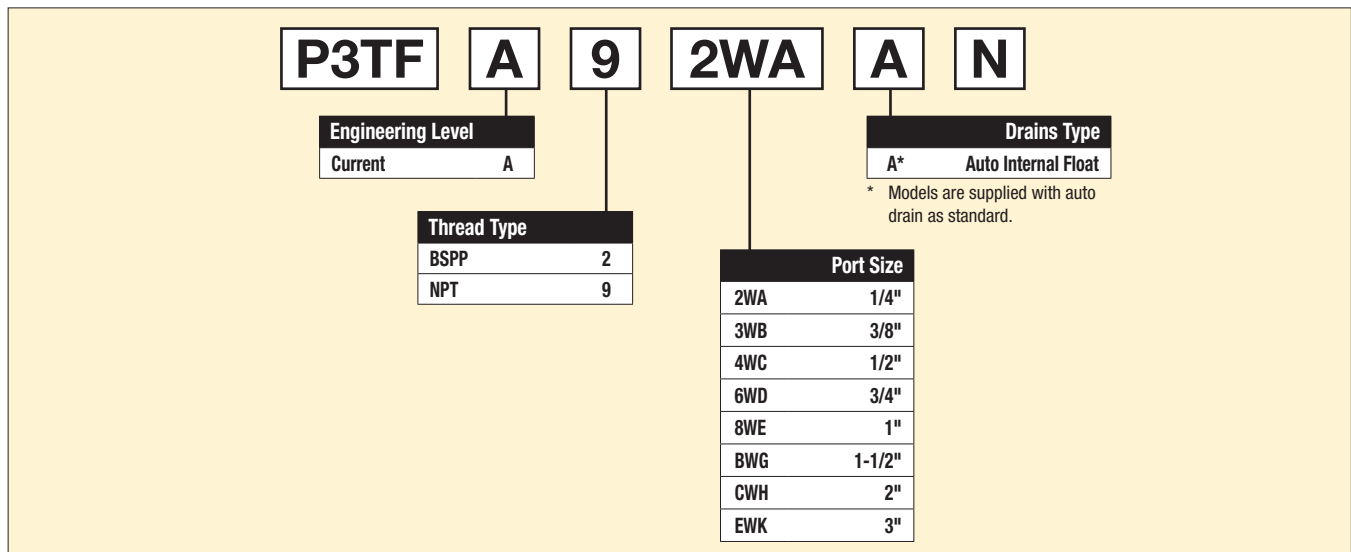 P3TF A 9 2WA A N
Engineering Level
Current A
Drains Type
A* Auto Internal Float
* Models are supplied with auto
drain as standard.
Thread Type
BSPP 2
NPT 9
Port Size
2WA 1/4"
3WB 3/8"
4WC 1/2"
6WD 3/4"
8WE 1"
BWG 1-1/2"
CWH 2"
EWK 3"